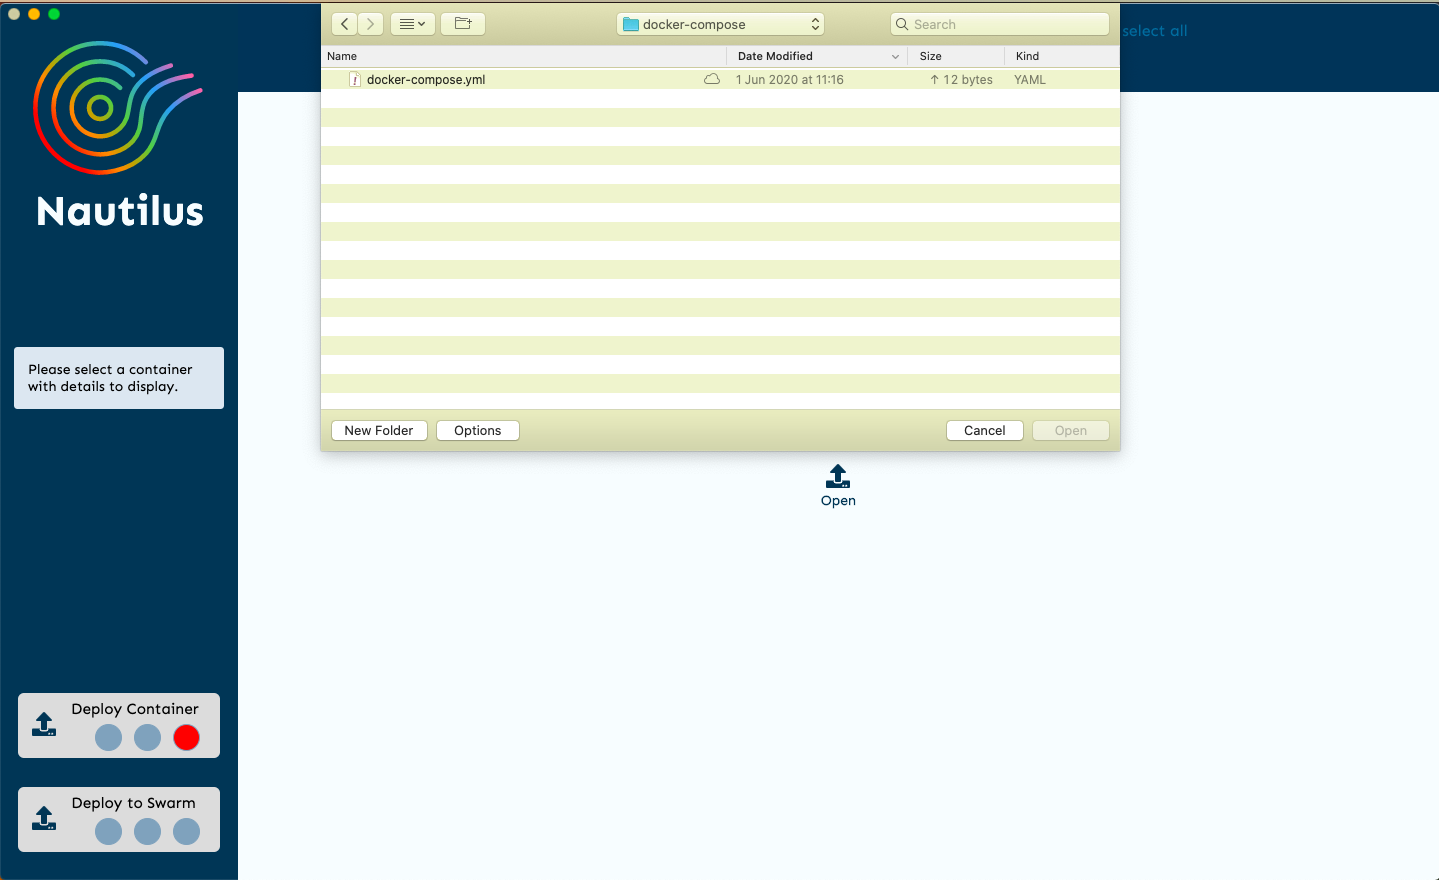 docker-compose
Search
select all
Name
Date Modified
Size
Kind
docker-compose.yml
1 Jun 2020 at 11:16
12 bytes
YAML
Nautilus
Please select a container
with details to display.
New Folder
Options
Cancel
Open
Open
Deploy Container
Deploy to Swarm